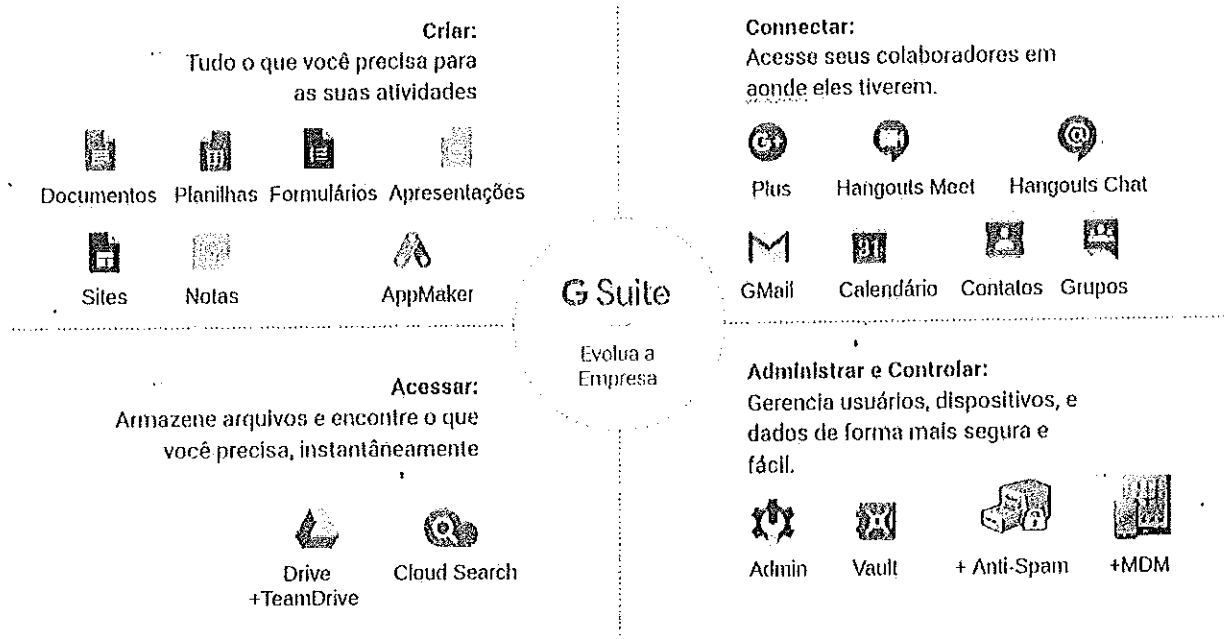 Criar:
Tudo o que você precisa para
as suas atividades
Documentos Planilhas Formulários Apresentações
Sites Notas AppMaker
Connectar:
Acesse seus colaboradores em
aonde eles tiverem.
G+
Plus Hangouts Meet Hangouts Chat
31
GMail Calendário Contatos Grupos
G Suite
Evolua a
Empresa
Acessar:
Armazene arquivos e encontre o que
você precisa, instantâneamente
Drive Cloud Search
+TeamDrive
Administrar e Controlar:
Gerencia usuários, dispositivos, e
dados de forma mais segura e
fácil.
Admin Vault + Anti-Spam +MDM